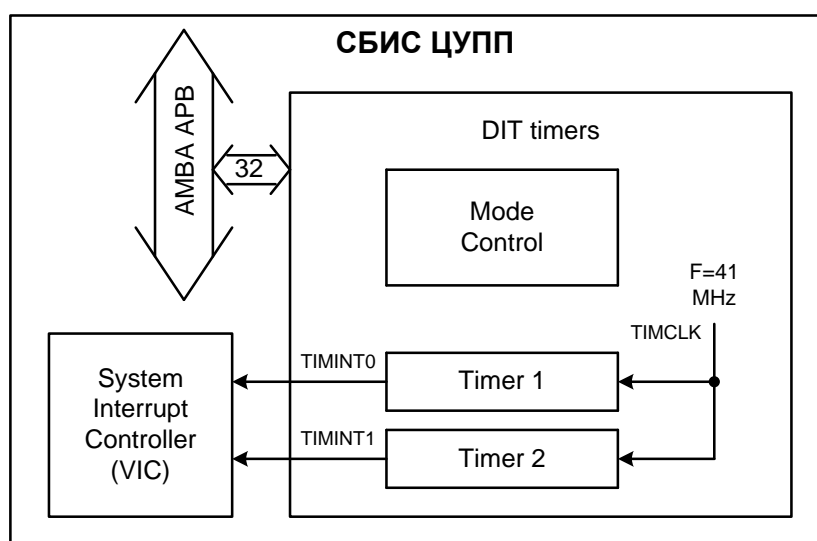 СБИС ЦУПП
AMBA APB
32
DIT timers
Mode
Control
F=41
MHz
TIMCLK
TIMINT0
Timer 1
System
Interrupt
Controller
(VIC)
TIMINT1
Timer 2